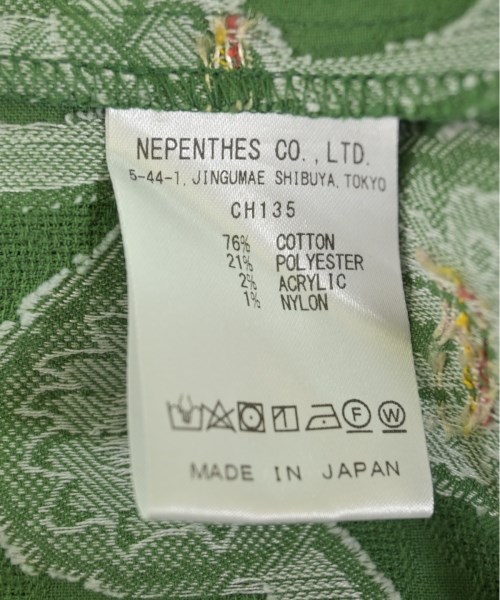 NEPENTHES CO.,LTD.
5-44-1, JINGUMAE SHIBUYA, TOKYO
CH135
76% COTTON
21% POLYESTER
2% ACRYLIC
1% NYLON
F W
MADE IN JAPAN